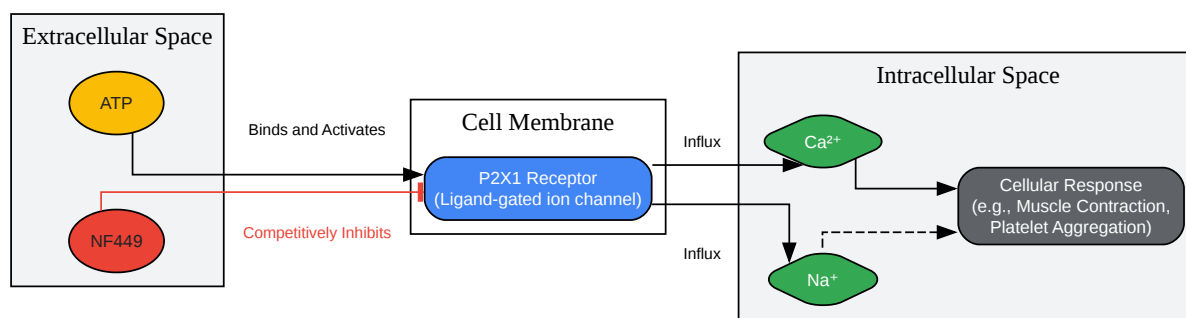 Extracellular Space
ATP
NF449
Binds and Activates
Competitively Inhibits
Cell Membrane
P2X1 Receptor
(Ligand-gated ion channel)
Influx
Influx
Intracellular Space
Ca²⁺
Na⁺
Cellular Response
(e.g., Muscle Contraction,
Platelet Aggregation)